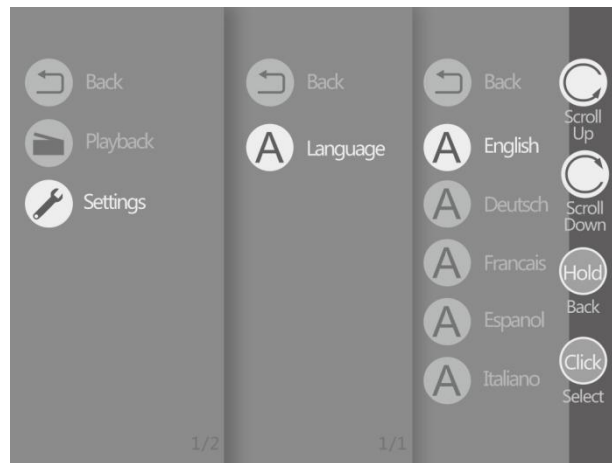 Back
Playback
Settings
1/2
Back
A Language
1/1
Back
A English
A Deutsch
A Francais
A Espanol
A Italiano
Scroll
Up
Scroll
Down
Hold
Back
Click
Select